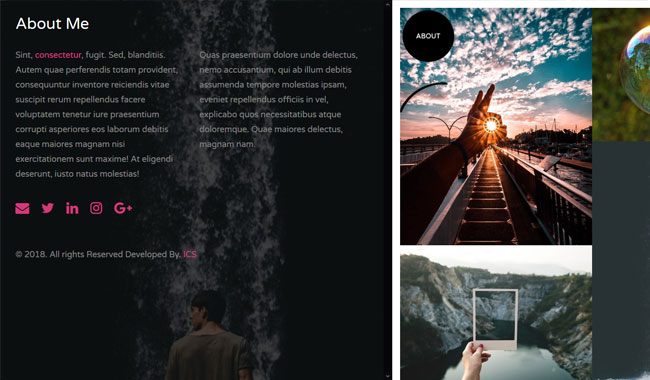 About Me
Sint, consectetur, fugit. Sed, blanditiis.
Autem quae perferendis totam provident,
consequuntur inventore reiciendis vitae
suscipit rerum repellendus facere
voluptatem tenetur iure praesentium
corrupti asperiores eos laborum debitis
eaque maiores magnam nisi
exercitationem sunt maxime! At eligendi
deserunt, iusto natus molestias!
Quas praesentium dolore unde delectus,
nemo accusantium, qui ab illum debitis
assumenda tempore molestias ipsam,
eveniet repellendus officiis in vel,
explicabo quos necessitatibus atque
doloremque. Quae maiores delectus,
magnam nam.
© 2018. All rights Reserved Developed By. ICS
ABOUT